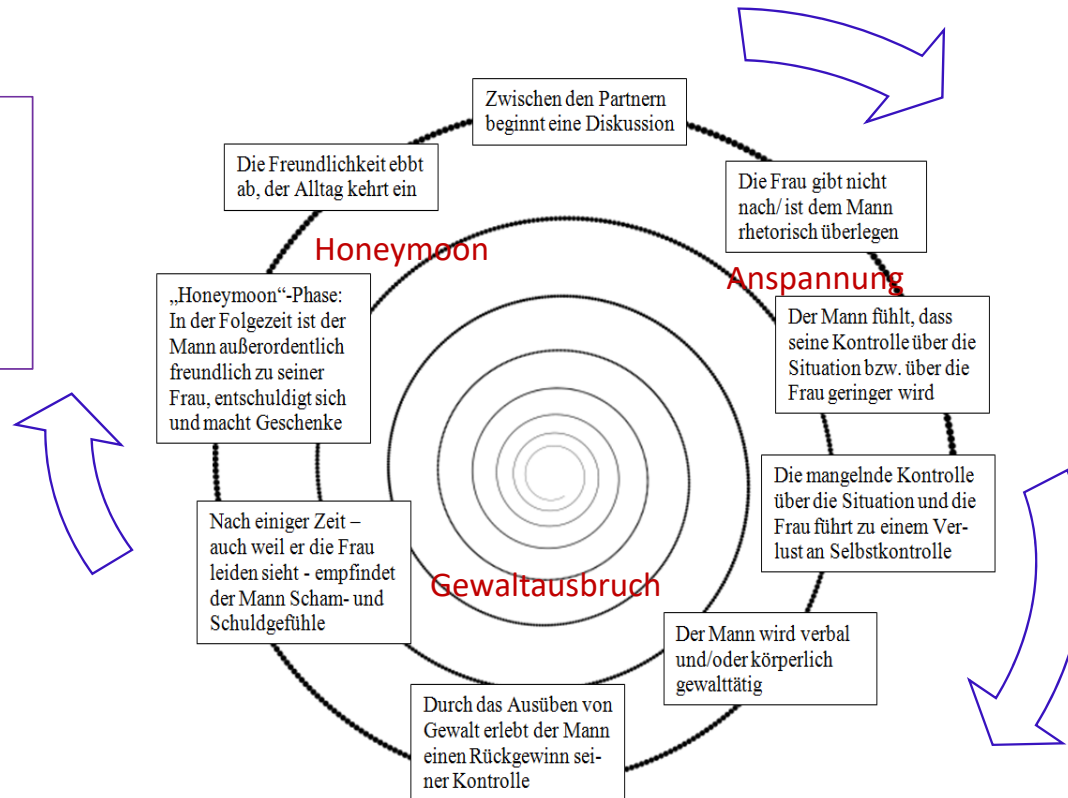 Zwischen den Partnern
beginnt eine Diskussion
Die Freundlichkeit ebbt
ab, der Alltag kehrt ein
Die Frau gibt nicht
nach/ ist dem Mann
rhetorisch überlegen
Honeymoon
Anspannung
„Honeymoon“-Phase:
In der Folgezeit ist der
Mann außerordentlich
freundlich zu seiner
Frau, entschuldigt sich
und macht Geschenke
Der Mann fühlt, dass
seine Kontrolle über die
Situation bzw. über die
Frau geringer wird
Die mangelnde Kontrolle
über die Situation und die
Frau führt zu einem Ver-
lust an Selbstkontrolle
Nach einiger Zeit –
auch weil er die Frau
leiden sieht - empfindet
der Mann Scham- und
Schuldgefühle
Gewaltausbruch
Der Mann wird verbal
und/oder körperlich
gewalttätig
Durch das Ausüben von
Gewalt erlebt der Mann
einen Rückgewinn sei-
ner Kontrolle